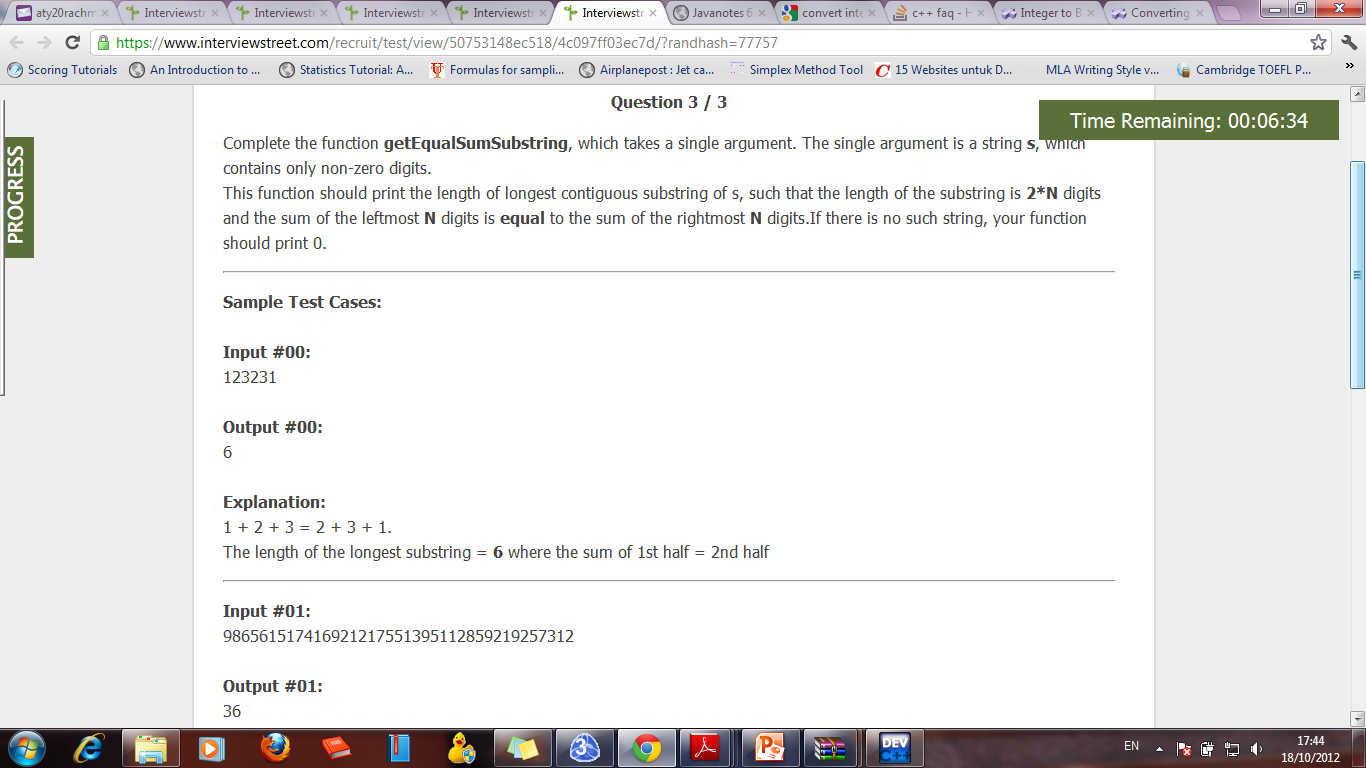 aty20rachm
Interviewstr
Interviewstr
Interviewstr
Interviewstr
Interviewstr
Javanotes 6
convert inte
c++ faq - H
Integer to B
Converting
https://www.interviewstreet.com/recruit/test/view/50753148ec518/4c097ff03ec7d/?randhash=77757
Scoring Tutorials An Introduction to ... Statistics Tutorial: A... Formulas for sampli... Airplanepost : Jet ca... Simplex Method Tool 15 Websites untuk D... MLA Writing Style v... Cambridge TOEFL P... »
PROGRESS
Question 3 / 3
Time Remaining: 00:06:34
Complete the function getEqualSumSubstring, which takes a single argument. The single argument is a string s, which
contains only non-zero digits.
This function should print the length of longest contiguous substring of s, such that the length of the substring is 2*N digits
and the sum of the leftmost N digits is equal to the sum of the rightmost N digits.If there is no such string, your function
should print 0.
Sample Test Cases:
Input #00:
123231
Output #00:
6
Explanation:
1 + 2 + 3 = 2 + 3 + 1.
The length of the longest substring = 6 where the sum of 1st half = 2nd half
Input #01:
986561517416921217551395112859219257312
Output #01:
36
DEV
C++
EN
17:44
18/10/2012